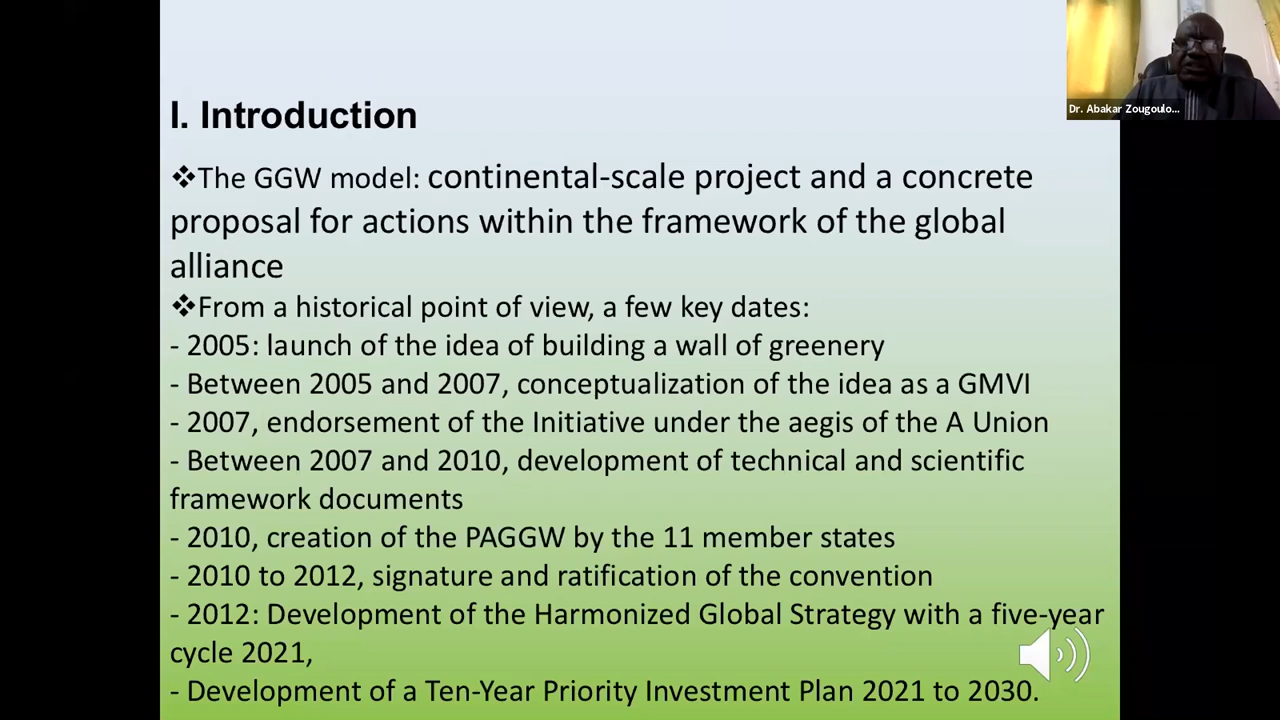 Dr. Abakar Zougoulo...
I. Introduction
❖The GGW model: continental-scale project and a concrete
proposal for actions within the framework of the global
alliance
❖From a historical point of view, a few key dates:
- 2005: launch of the idea of building a wall of greenery
- Between 2005 and 2007, conceptualization of the idea as a GMVI
- 2007, endorsement of the Initiative under the aegis of the A Union
- Between 2007 and 2010, development of technical and scientific
framework documents
- 2010, creation of the PAGGW by the 11 member states
- 2010 to 2012, signature and ratification of the convention
- 2012: Development of the Harmonized Global Strategy with a five-year
cycle 2021,
- Development of a Ten-Year Priority Investment Plan 2021 to 2030.